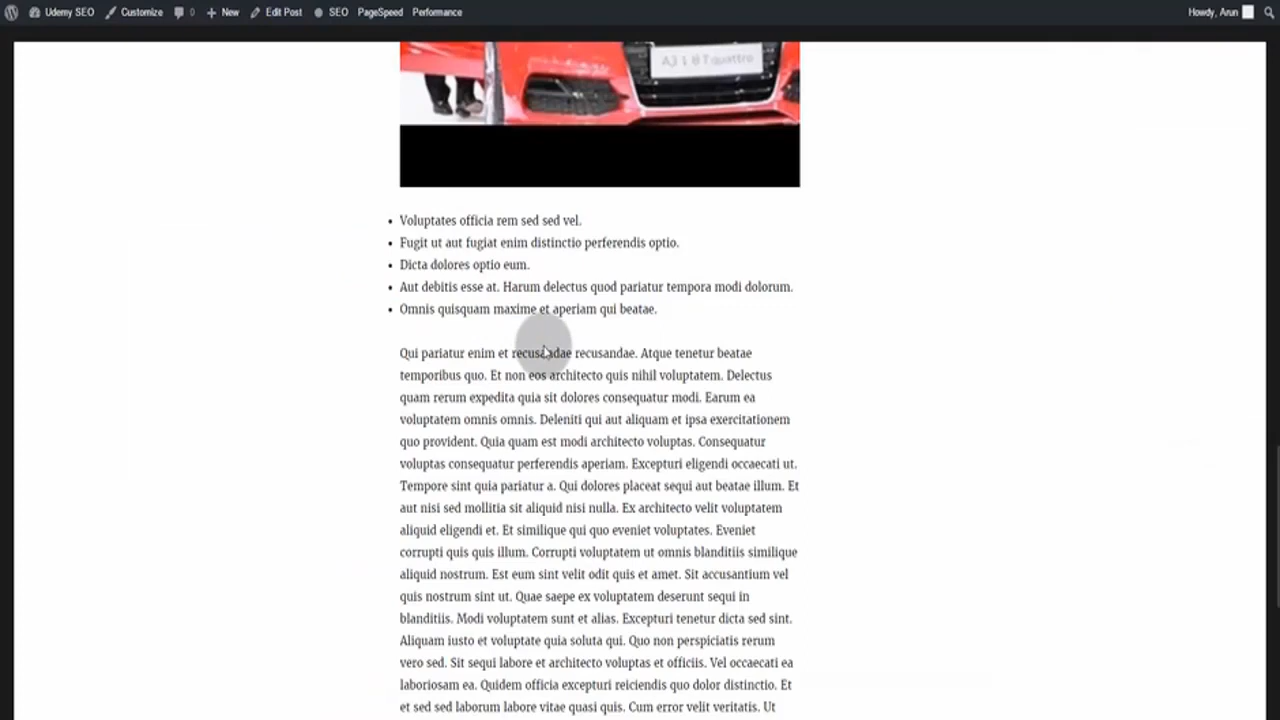 Udemy SEO Customize 0 New Edit Post SEO PageSpeed Performance Howdy, Arun
A3 1 8 T quattro
Voluptates officia rem sed sed vel.
Fugit ut aut fugiat enim distinctio perferendis optio.
Dicta dolores optio eum.
Aut debitis esse at. Harum delectus quod pariatur tempora modi dolorum.
Omnis quisquam maxime et aperiam qui beatae.
Qui pariatur enim et recusandae recusandae. Atque tenetur beatae
temporibus quo. Et non eos architecto quis nihil voluptatem. Delectus
quam rerum expedita quia sit dolores consequatur modi. Earum ea
voluptatem omnis omnis. Deleniti qui aut aliquam et ipsa exercitationem
quo provident. Quia quam est modi architecto voluptas. Consequatur
voluptas consequatur perferendis aperiam. Excepturi eligendi occaecati ut.
Tempore sint quia pariatur a. Qui dolores placeat sequi aut beatae illum. Et
aut nisi sed mollitia sit aliquid nisi nulla. Ex architecto velit voluptatem
aliquid eligendi et. Et similique qui quo eveniet voluptates. Eveniet
corrupti quis quis illum. Corrupti voluptatem ut omnis blanditiis similique
aliquid nostrum. Est eum sint velit odit quis et amet. Sit accusantium vel
quis nostrum sint ut. Quae saepe ex voluptatem deserunt sequi in
blanditiis. Modi voluptatem sunt et alias. Excepturi tenetur dicta sed sint.
Aliquam iusto et voluptate quia soluta qui. Quo non perspiciatis rerum
vero sed. Sit sequi labore et architecto voluptas et officiis. Vel occaecati ea
laboriosam ea. Quidem officia excepturi reiciendis quo dolor distinctio. Et
et sed sed laborum labore vitae quasi quis. Cum error velit veritatis. Ut